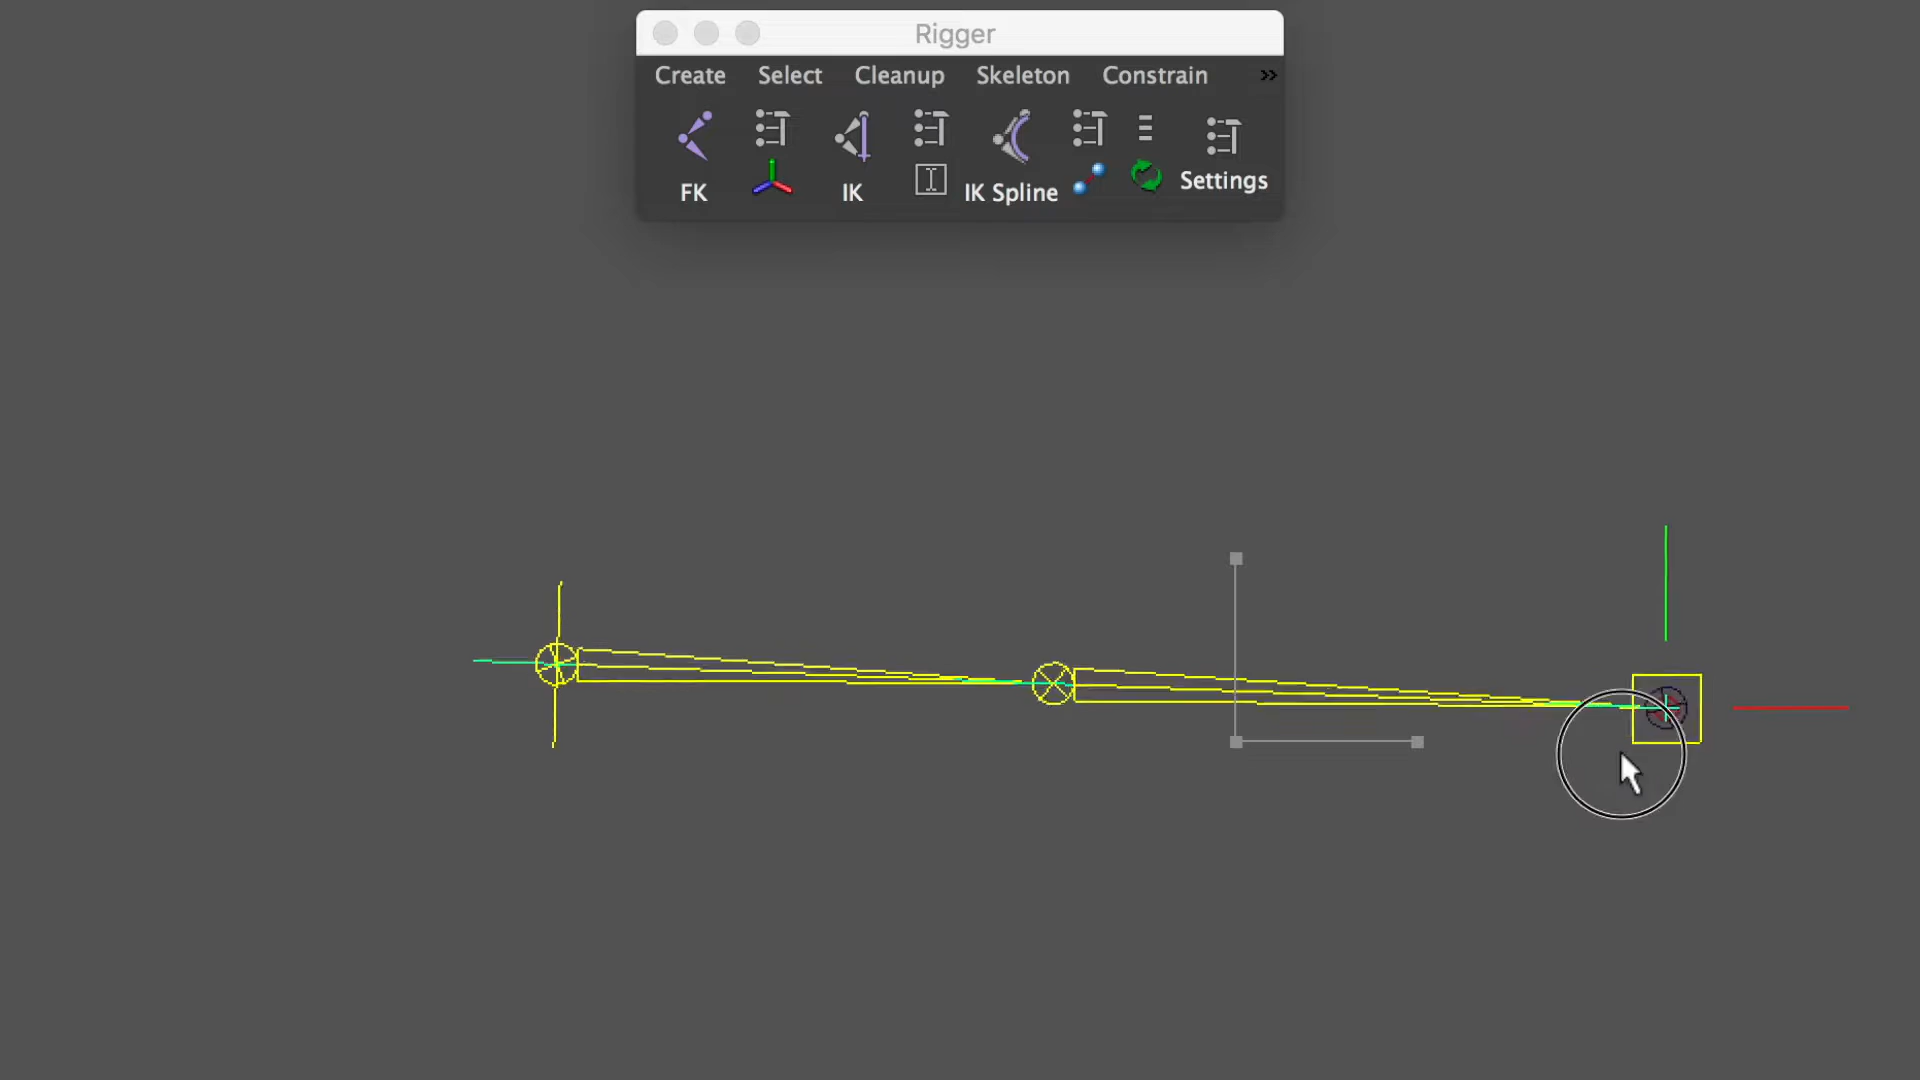 Rigger
Create Select Cleanup Skeleton Constrain »
FK IK IK Spline Settings